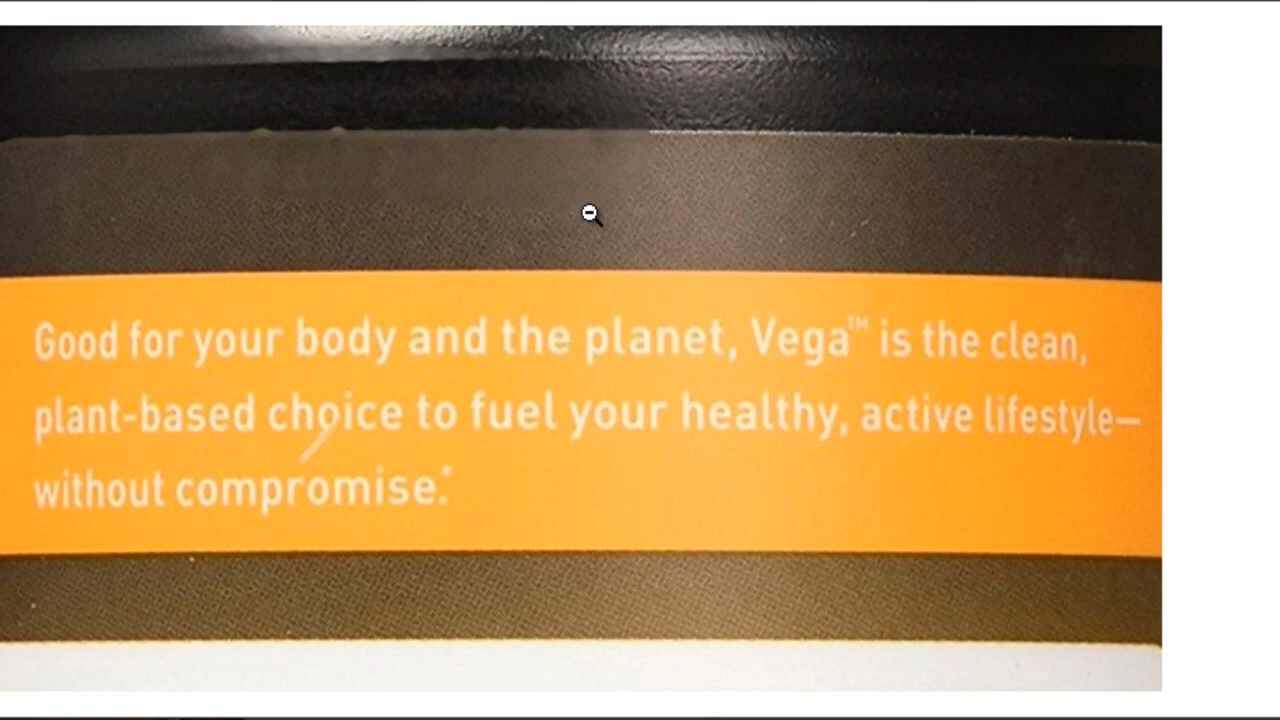 Good for your body and the planet, Vega™ is the clean,
plant-based choice to fuel your healthy, active lifestyle—
without compromise.*